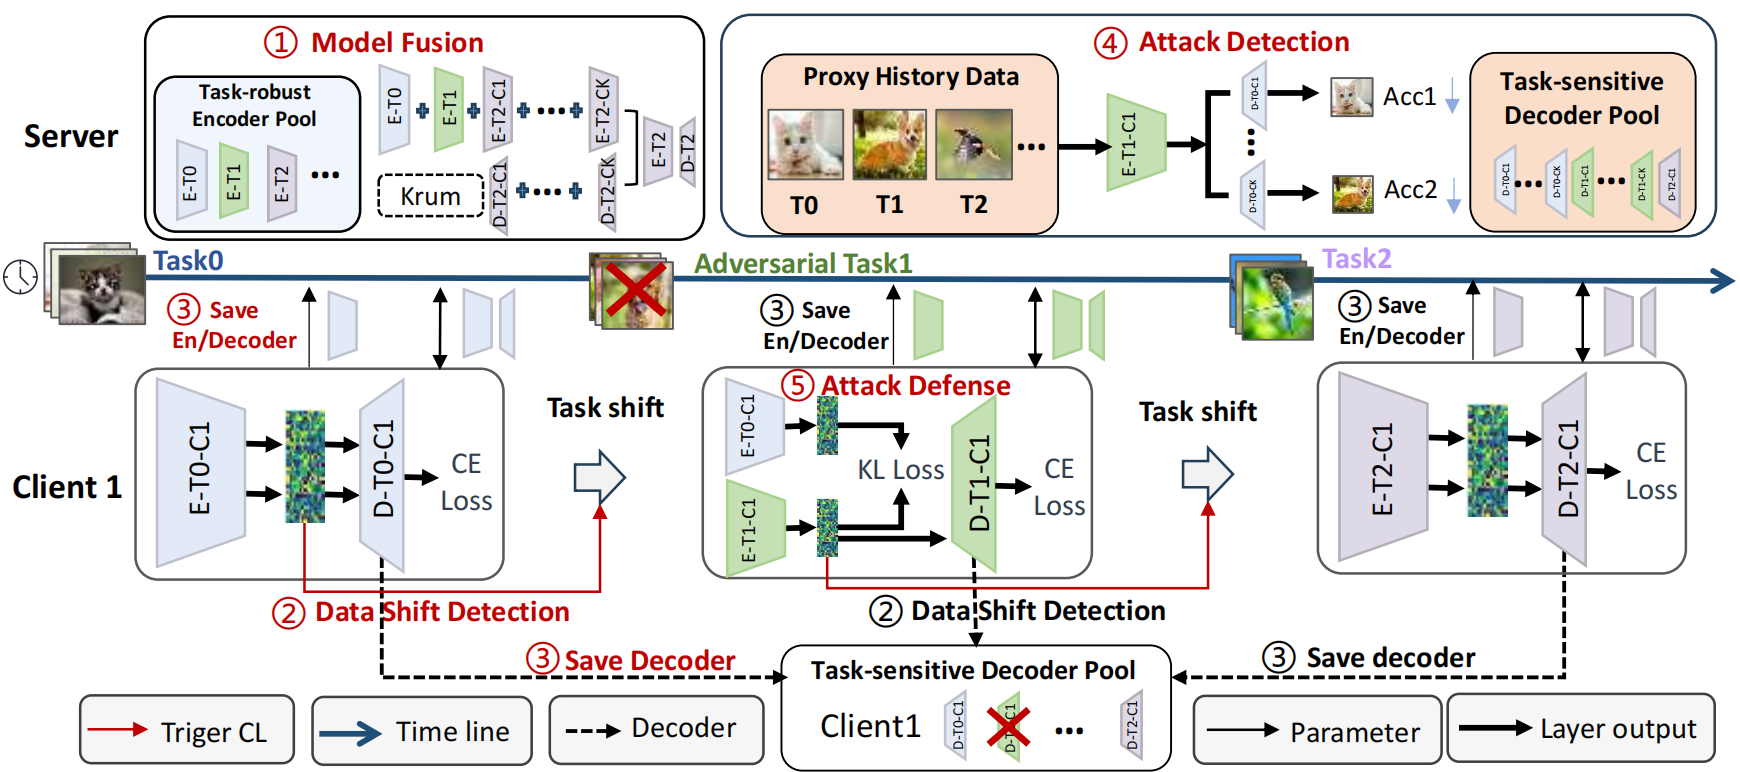 Server
① Model Fusion
Task-robust
Encoder Pool
E-T0
E-T1
E-T2
...
E-T0
E-T1
E-T2-C1
...
E-T2-CK
Krum
D-T2-C1
...
D-T2-CK
E-T2
D-T2
④ Attack Detection
Proxy History Data
...
T0
T1
T2
E-T1-C1
D-T0-C1
...
D-T0-CK
Acc1
Acc2
Task-sensitive
Decoder Pool
D-T0-C1
...
D-T0-CK
D-T1-C1
...
D-T1-CK
D-T2-C1
Task0
Adversarial Task1
Task2
③ Save
En/Decoder
③ Save
En/Decoder
③ Save
En/Decoder
Client 1
E-T0-C1
D-T0-C1
CE
Loss
Task shift
⑤ Attack Defense
E-T0-C1
E-T1-C1
KL Loss
D-T1-C1
CE
Loss
Task shift
E-T2-C1
D-T2-C1
CE
Loss
② Data Shift Detection
② Data Shift Detection
③ Save Decoder
③ Save decoder
Task-sensitive Decoder Pool
Client1
D-T0-C1
...
D-T2-C1
Triger CL
Time line
Decoder
Parameter
Layer output